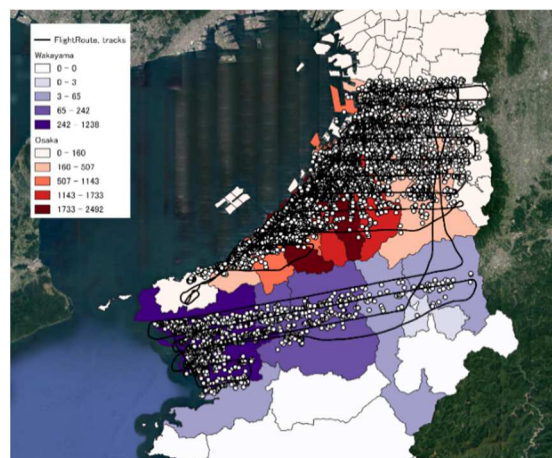 FlightRoute, tracks
Wakayama
0 - 0
0 - 3
3 - 65
65 - 242
242 - 1238
Osaka
0 - 160
160 - 507
507 - 1143
1143 - 1733
1733 - 2492